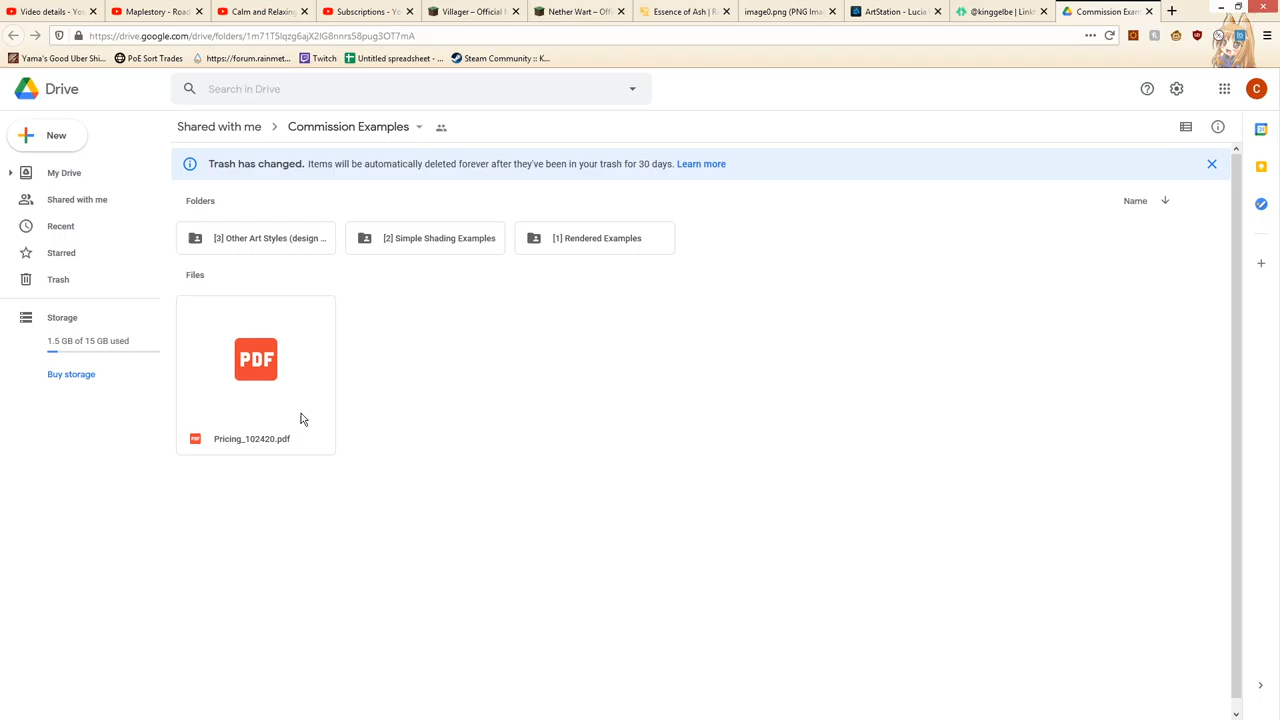 Video details - Yo
Maplestory - Road
Calm and Relaxing
Subscriptions - Yo
Villager – Official
Nether Wart – Offi
Essence of Ash | R
image0.png (PNG Ima
ArtStation - Lucia
@kinggelbe | Link
Commission Exam
https://drive.google.com/drive/folders/1m71T5lqzg6ajX2lG8nnrs58pug3OT7mA
Yama's Good Uber Shi...
PoE Sort Trades
https://forum.rainmet...
Twitch
Untitled spreadsheet - ...
Steam Community :: K...
Drive
Search in Drive
C
New
Shared with me
Commission Examples
Trash has changed. Items will be automatically deleted forever after they've been in your trash for 30 days. Learn more
My Drive
Shared with me
Recent
Starred
Trash
Storage
1.5 GB of 15 GB used
Buy storage
Folders
Name
[3] Other Art Styles (design ...
[2] Simple Shading Examples
[1] Rendered Examples
Files
PDF
PDF Pricing_102420.pdf